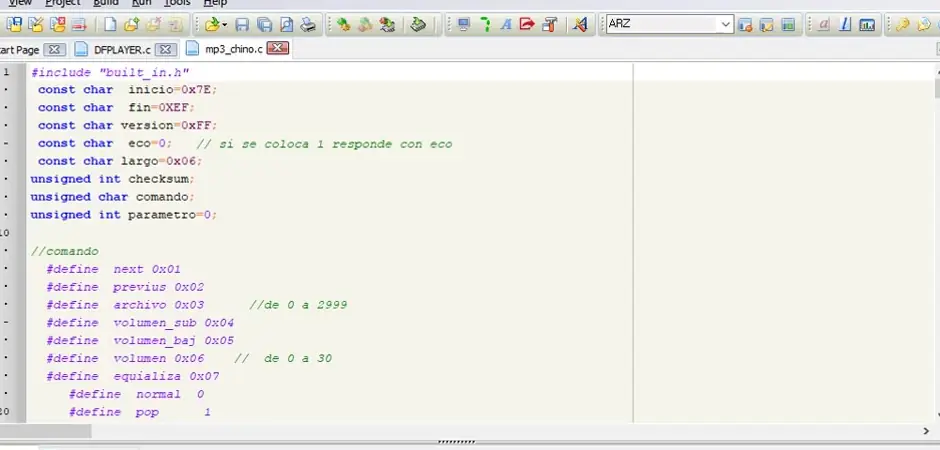 View Project Build Run Tools Help
ARZ
art Page DFPLAYER.c mp3_chino.c
1 #include "built_in.h"
const char inicio=0x7E;
const char fin=0XEF;
const char version=0xFF;
const char eco=0; // si se coloca 1 responde con eco
const char largo=0x06;
unsigned int checksum;
unsigned char comando;
unsigned int parametro=0;
10
//comando
#define next 0x01
#define previus 0x02
#define archivo 0x03 //de 0 a 2999
#define volumen_sub 0x04
#define volumen_baj 0x05
#define volumen 0x06 // de 0 a 30
#define equializa 0x07
#define normal 0
20 #define pop 1